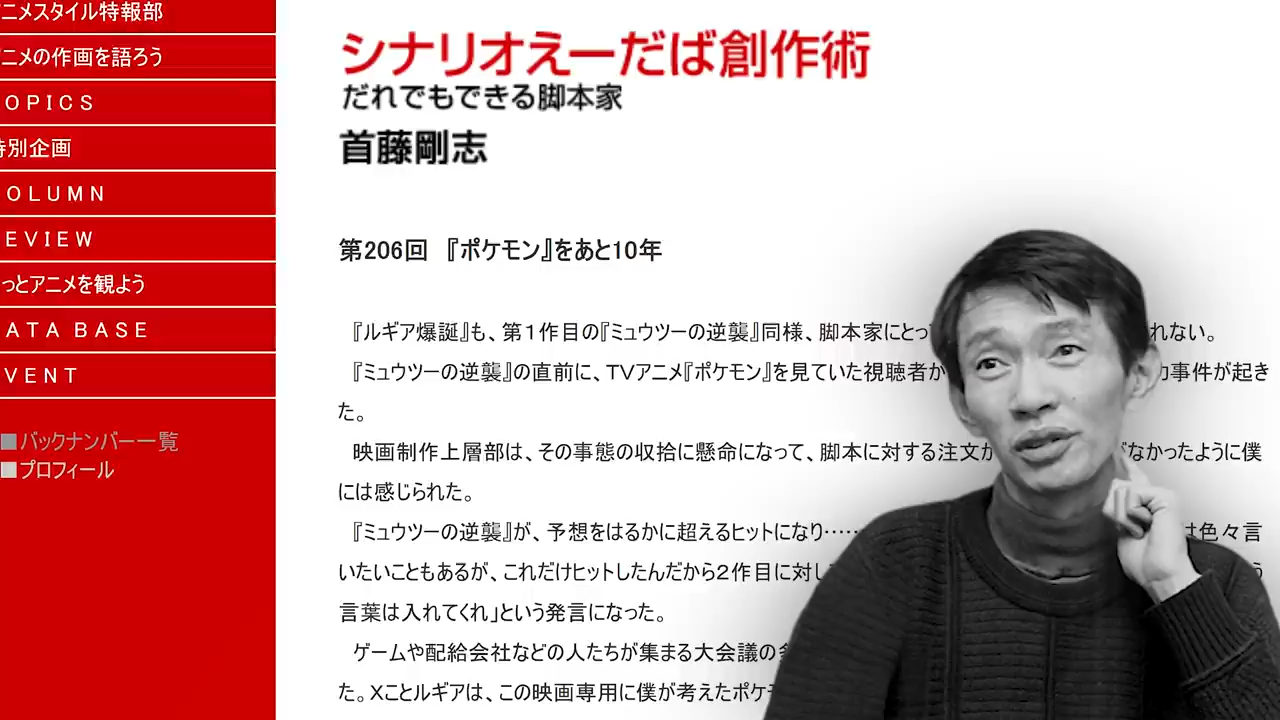 ニメスタイル特報部
ニメの作画を語ろう
OPICS
特別企画
OLUMN
EVIEW
っとアニメを観よう
ATA BASE
VENT
■バックナンバー一覧
■プロフィール
シナリオえーだば創作術
だれでもできる脚本家
首藤剛志
第206回 『ポケモン』をあと10年
『ルギア爆誕』も、第1作目の『ミュウツーの逆襲』同様、脚本家にとっ れない。
『ミュウツーの逆襲』の直前に、TVアニメ『ポケモン』を見ていた視聴者が 事件が起き
た。
映画制作上層部は、その事態の収拾に懸命になって、脚本に対する注文が なかったように僕
には感じられた。
『ミュウツーの逆襲』が、予想をはるかに超えるヒットになり…… は色々言
いたいこともあるが、これだけヒットしたんだから2作目に対し
言葉は入れてくれ」という発言になった。
ゲームや配給会社などの人たちが集まる大会議の
た。Xことルギアは、この映画専用に僕が考えたポケモ